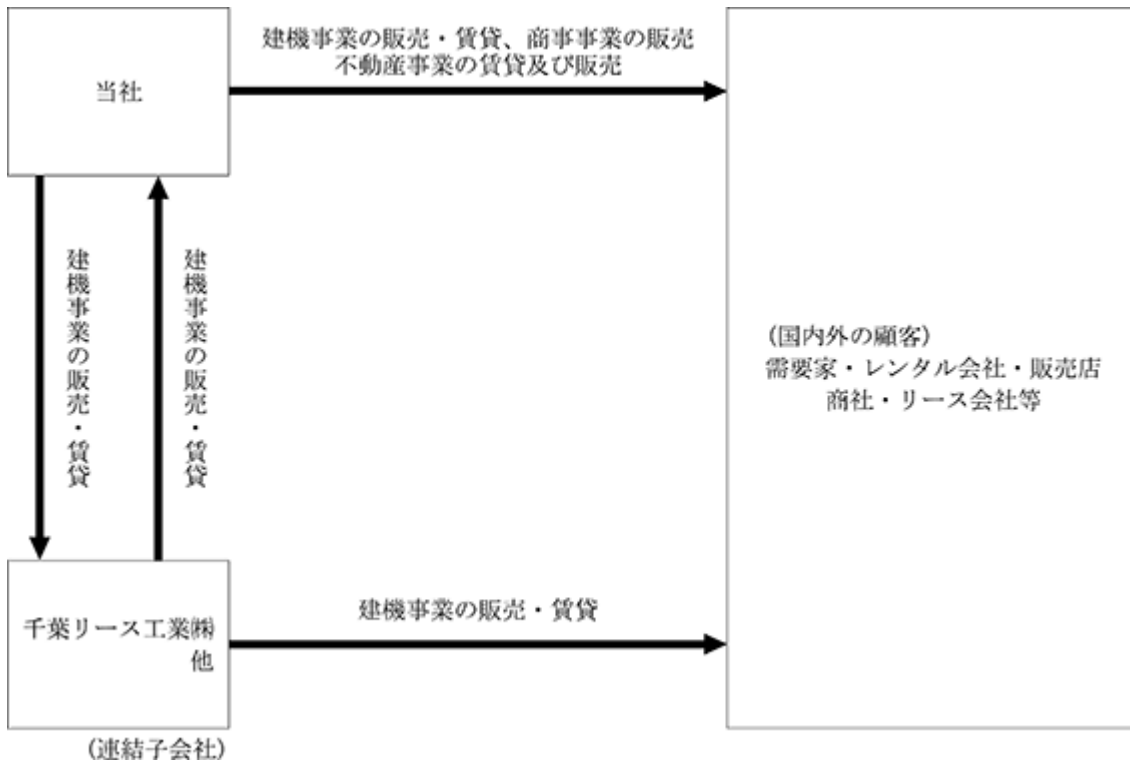 建機事業の販売・賃貸、商事事業の販売
不動産事業の賃貸及び販売
当社
建機事業の販売・賃貸
建機事業の販売・賃貸
(国内外の顧客)
需要家・レンタル会社・販売店
商社・リース会社等
建機事業の販売・賃貸
千葉リース工業㈱
他
(連結子会社)